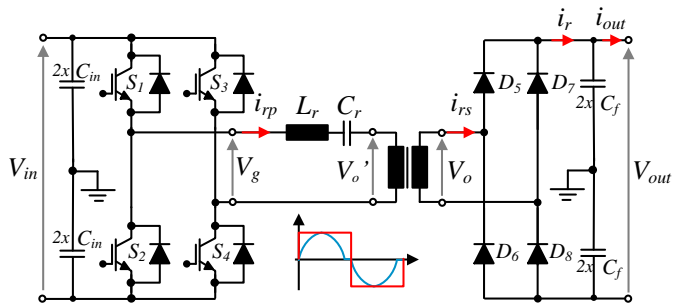 i_r i_out
2x C_in S_1 S_3 D_5 D_7 2x C_f
i_rp L_r C_r i_rs
V_in V_g V_o' V_o V_out
2x C_in S_2 S_4 D_6 D_8 2x C_f